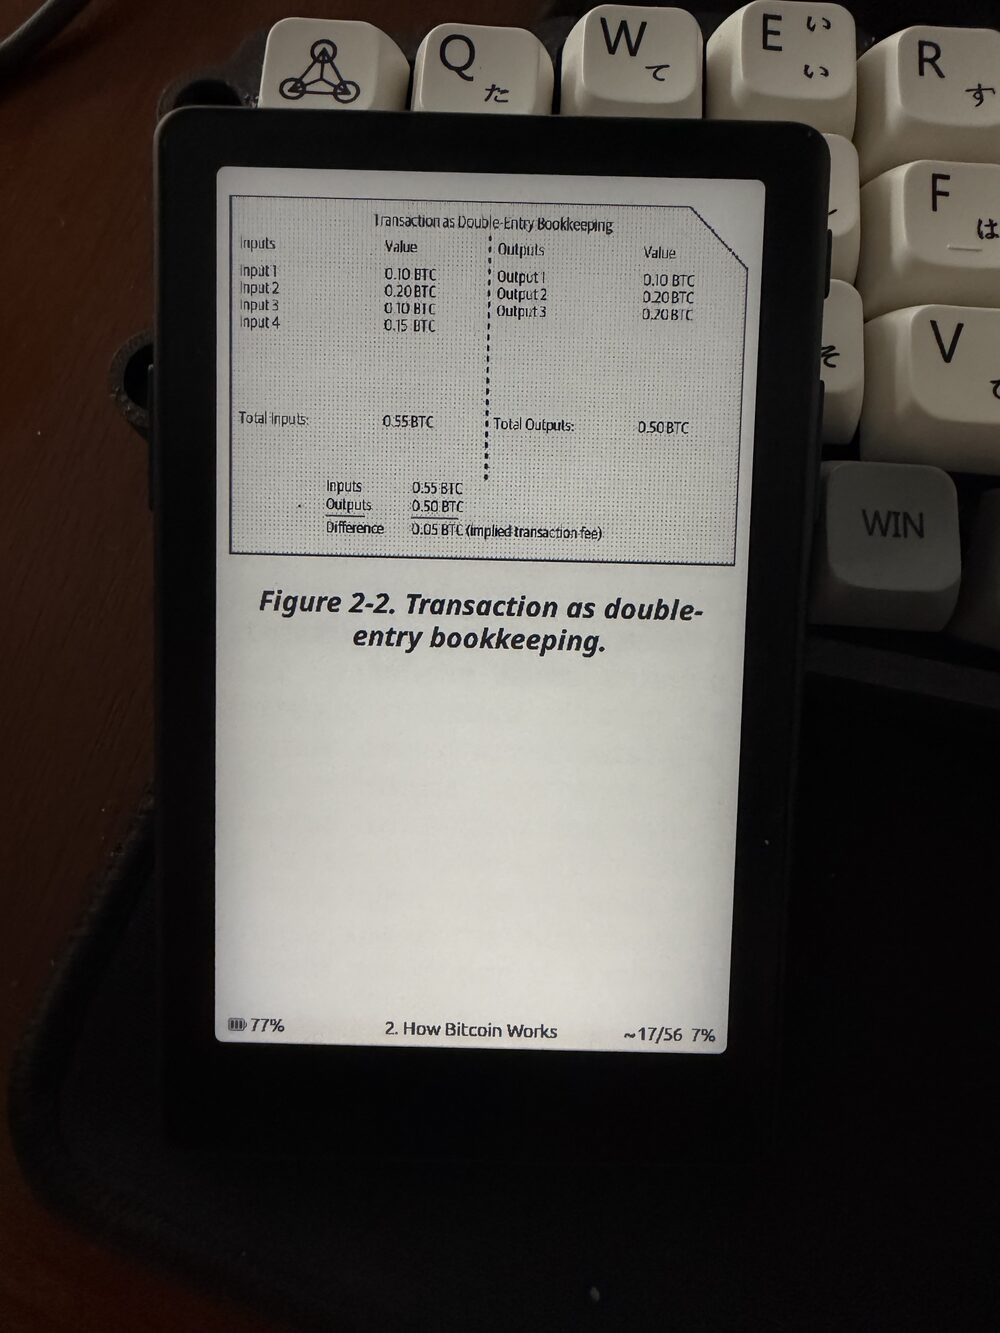 Q
た
W
て
E
い
い
R
す
F
は
V
そ
WIN
Transaction as Double-Entry Bookkeeping
Inputs Value Outputs Value
Input 1 0.10 BTC Output 1 0.10 BTC
Input 2 0.20 BTC Output 2 0.20 BTC
Input 3 0.10 BTC Output 3 0.20 BTC
Input 4 0.15 BTC
Total Inputs: 0.55 BTC Total Outputs: 0.50 BTC
Inputs 0.55 BTC
Outputs 0.50 BTC
Difference 0.05 BTC (implied transaction fee)
Figure 2-2. Transaction as double-
entry bookkeeping.
77% 2. How Bitcoin Works ~17/56 7%